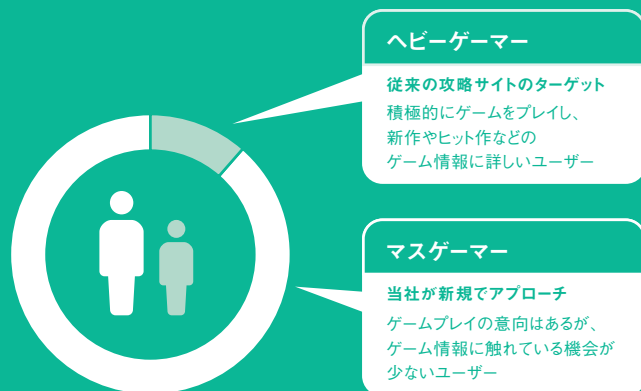 ヘビーゲーマー
従来の攻略サイトのターゲット
積極的にゲームをプレイし、
新作やヒット作などの
ゲーム情報に詳しいユーザー
マスゲーマー
当社が新規でアプローチ
ゲームプレイの意向はあるが、
ゲーム情報に触れている機会が
少ないユーザー